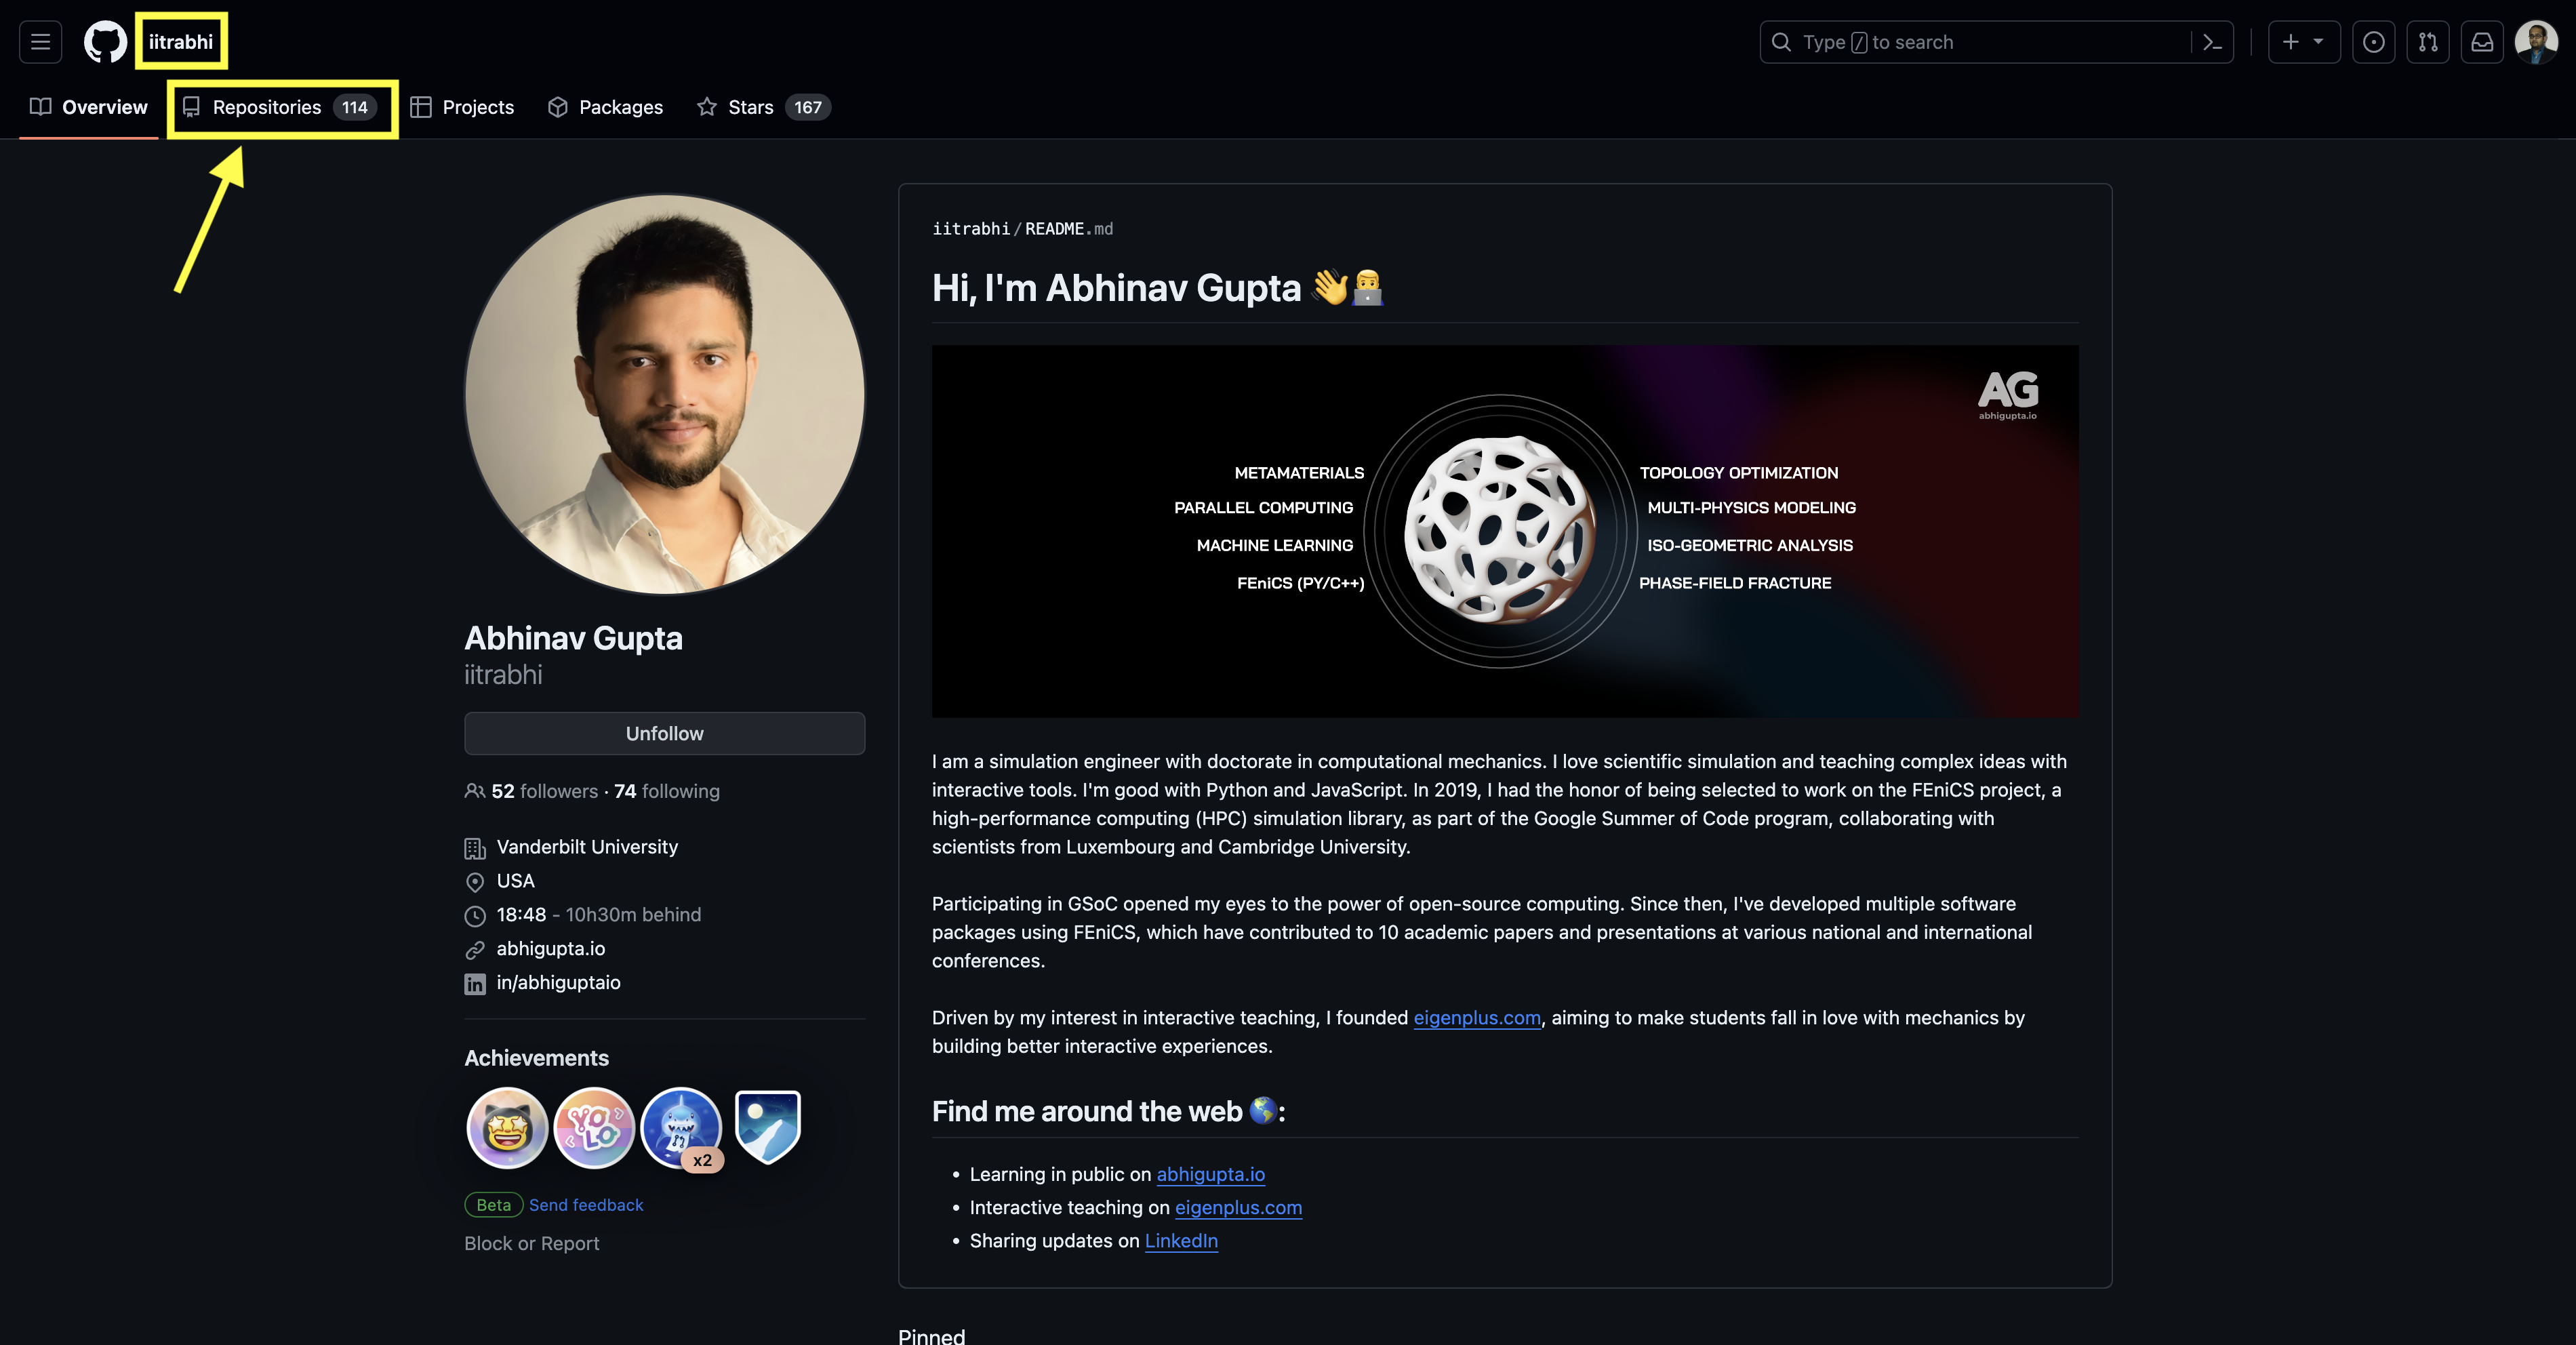 iitrabhi
Type / to search
Overview
Repositories 114
Projects
Packages
Stars 167
Abhinav Gupta
iitrabhi
Unfollow
52 followers · 74 following
Vanderbilt University
USA
18:48 - 10h30m behind
abhigupta.io
in/abhiguptaio
Achievements
YOLO
x2
Beta Send feedback
Block or Report
iitrabhi/README.md
Hi, I'm Abhinav Gupta 👋👨‍💻
AG
abhigupta.io
METAMATERIALS
PARALLEL COMPUTING
MACHINE LEARNING
FEniCS (PY/C++)
TOPOLOGY OPTIMIZATION
MULTI-PHYSICS MODELING
ISO-GEOMETRIC ANALYSIS
PHASE-FIELD FRACTURE
I am a simulation engineer with doctorate in computational mechanics. I love scientific simulation and teaching complex ideas with
interactive tools. I'm good with Python and JavaScript. In 2019, I had the honor of being selected to work on the FEniCS project, a
high-performance computing (HPC) simulation library, as part of the Google Summer of Code program, collaborating with
scientists from Luxembourg and Cambridge University.
Participating in GSoC opened my eyes to the power of open-source computing. Since then, I've developed multiple software
packages using FEniCS, which have contributed to 10 academic papers and presentations at various national and international
conferences.
Driven by my interest in interactive teaching, I founded eigenplus.com, aiming to make students fall in love with mechanics by
building better interactive experiences.
Find me around the web 🌎:
• Learning in public on abhigupta.io
• Interactive teaching on eigenplus.com
• Sharing updates on LinkedIn
Pinned